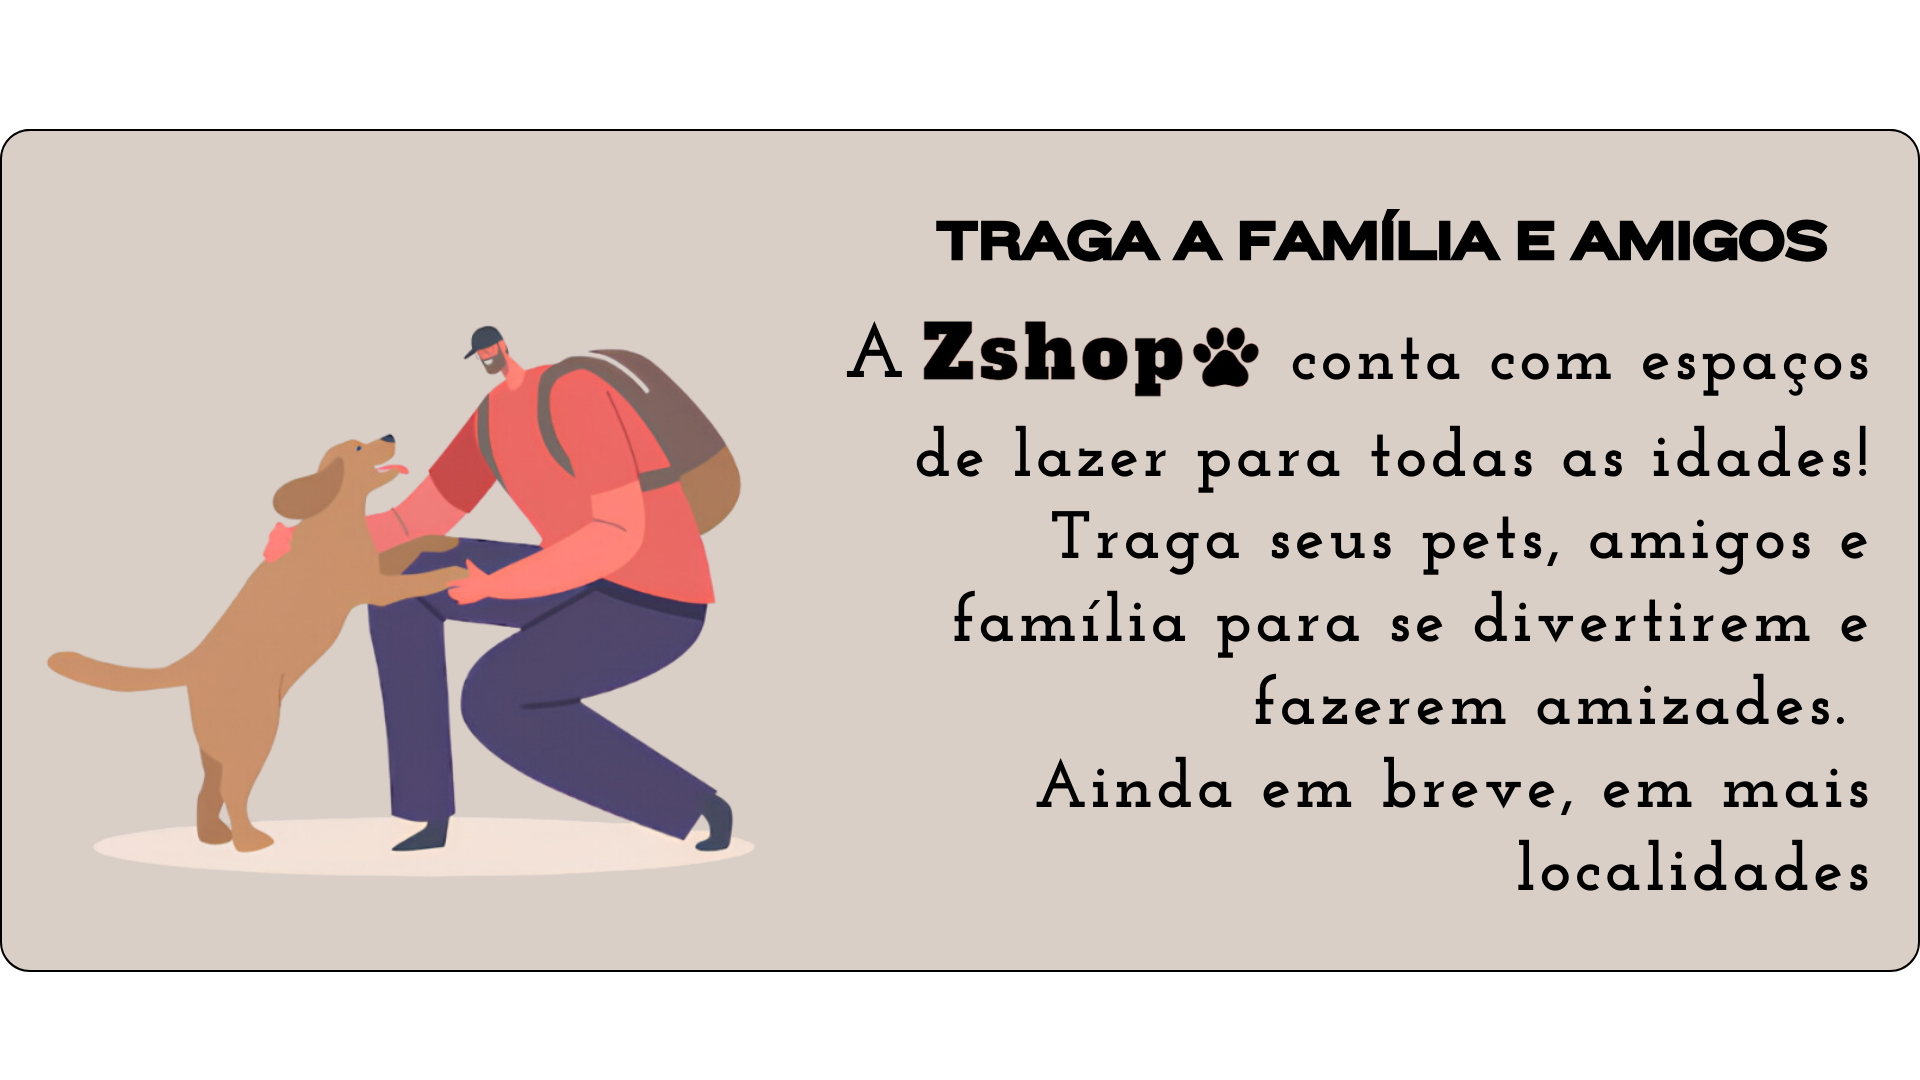 TRAGA A FAMÍLIA E AMIGOS
A Zshop conta com espaços
de lazer para todas as idades!
Traga seus pets, amigos e
família para se divertirem e
fazerem amizades.
Ainda em breve, em mais
localidades